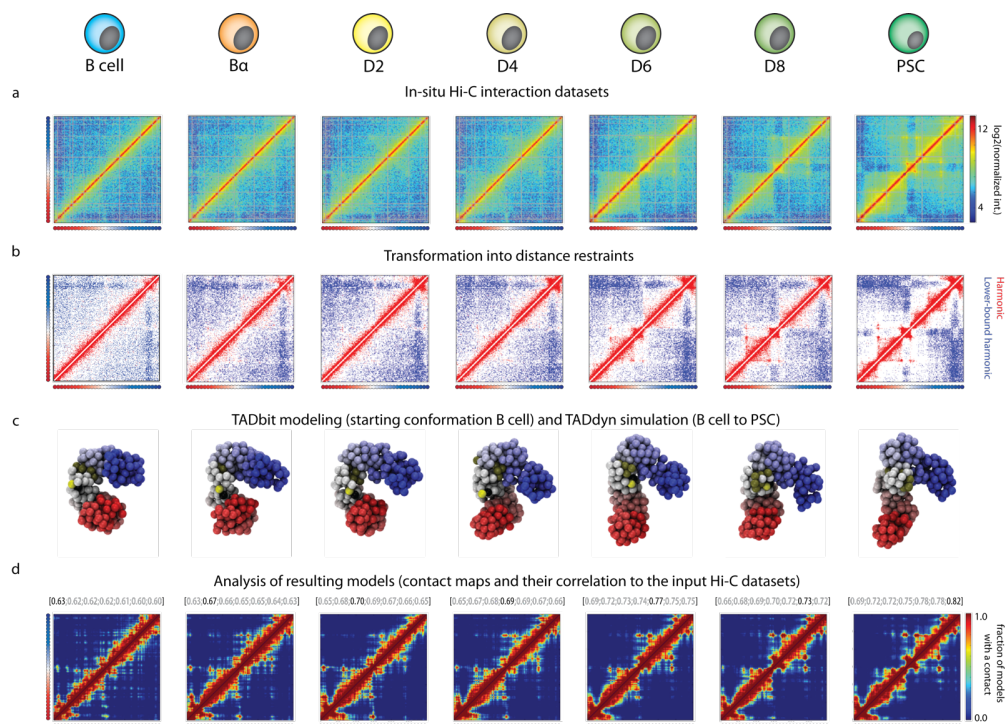 B cell Bα D2 D4 D6 D8 PSC
a In-situ Hi-C interaction datasets
12
4
log2(normalized int.)
b Transformation into distance restraints
Harmonic
Lower-bound harmonic
c TADbit modeling (starting conformation B cell) and TADdyn simulation (B cell to PSC)
d Analysis of resulting models (contact maps and their correlation to the input Hi-C datasets)
[0.63;0.62;0.62;0.62;0.61;0.60;0.60] [0.63;0.67;0.66;0.65;0.65;0.64;0.63] [0.65;0.68;0.70;0.69;0.67;0.66;0.65] [0.65;0.67;0.68;0.69;0.69;0.67;0.66] [0.69;0.72;0.73;0.74;0.77;0.75;0.75] [0.66;0.68;0.69;0.70;0.72;0.73;0.72] [0.69;0.72;0.72;0.75;0.78;0.78;0.82]
1.0
0.0
fraction of models
with a contact